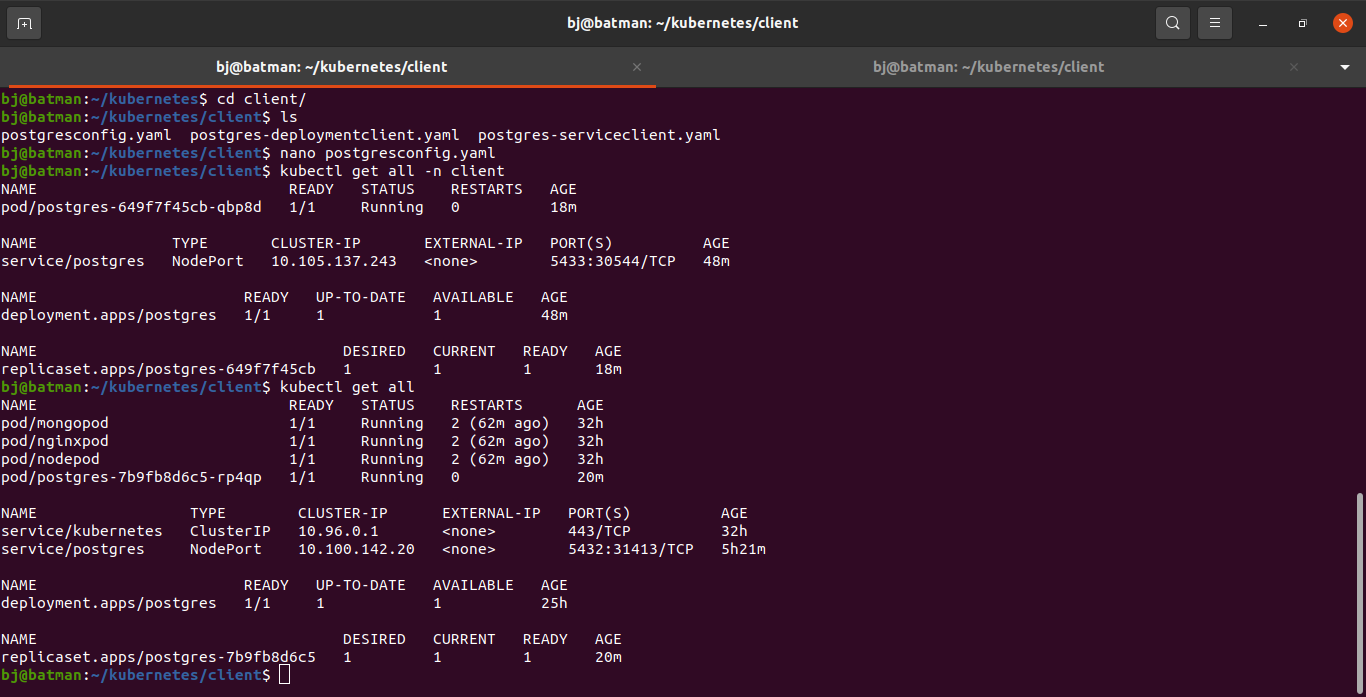 bj@batman: ~/kubernetes/client
bj@batman: ~/kubernetes/client × bj@batman: ~/kubernetes/client ×
bj@batman:~/kubernetes$ cd client/
bj@batman:~/kubernetes/client$ ls
postgresconfig.yaml  postgres-deploymentclient.yaml  postgres-serviceclient.yaml
bj@batman:~/kubernetes/client$ nano postgresconfig.yaml
bj@batman:~/kubernetes/client$ kubectl get all -n client
NAME                            READY   STATUS    RESTARTS   AGE
pod/postgres-649f7f45cb-qbp8d   1/1     Running   0          18m
NAME               TYPE       CLUSTER-IP       EXTERNAL-IP   PORT(S)          AGE
service/postgres   NodePort   10.105.137.243   <none>        5433:30544/TCP   48m
NAME                       READY   UP-TO-DATE   AVAILABLE   AGE
deployment.apps/postgres   1/1     1            1           48m
NAME                                  DESIRED   CURRENT   READY   AGE
replicaset.apps/postgres-649f7f45cb   1         1         1       18m
bj@batman:~/kubernetes/client$ kubectl get all
NAME                            READY   STATUS    RESTARTS      AGE
pod/mongopod                    1/1     Running   2 (62m ago)   32h
pod/nginxpod                    1/1     Running   2 (62m ago)   32h
pod/nodepod                     1/1     Running   2 (62m ago)   32h
pod/postgres-7b9fb8d6c5-rp4qp   1/1     Running   0             20m
NAME                 TYPE        CLUSTER-IP      EXTERNAL-IP   PORT(S)          AGE
service/kubernetes   ClusterIP   10.96.0.1       <none>        443/TCP          32h
service/postgres     NodePort    10.100.142.20   <none>        5432:31413/TCP   5h21m
NAME                       READY   UP-TO-DATE   AVAILABLE   AGE
deployment.apps/postgres   1/1     1            1           25h
NAME                                  DESIRED   CURRENT   READY   AGE
replicaset.apps/postgres-7b9fb8d6c5   1         1         1       20m
bj@batman:~/kubernetes/client$